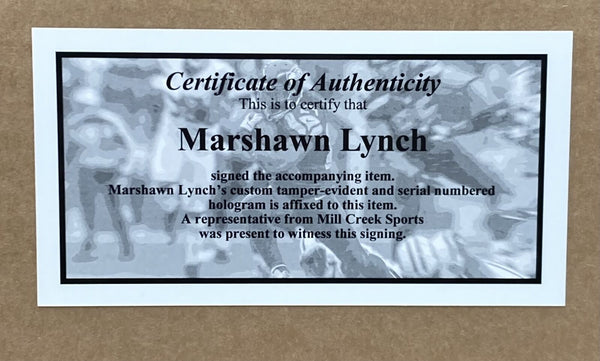 Certificate of Authenticity
This is to certify that
Marshawn Lynch
signed the accompanying item.
Marshawn Lynch's custom tamper-evident and serial numbered
hologram is affixed to this item.
A representative from Mill Creek Sports
was present to witness this signing.